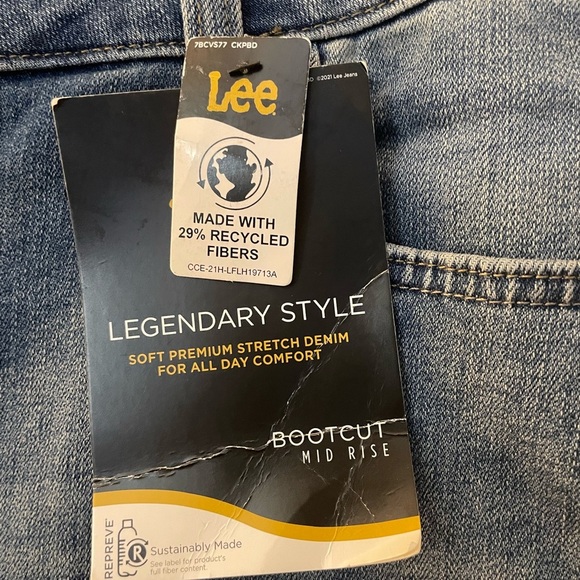 7BCVS77 CKPBD
©2021 Lee Jeans
Lee
MADE WITH
29% RECYCLED
FIBERS
CCE-21H-LFLH19713A
LEGENDARY STYLE
SOFT PREMIUM STRETCH DENIM
FOR ALL DAY COMFORT
BOOTCUT
MID RISE
REPREVE
R
Sustainably Made
See label for product's
full fiber content.